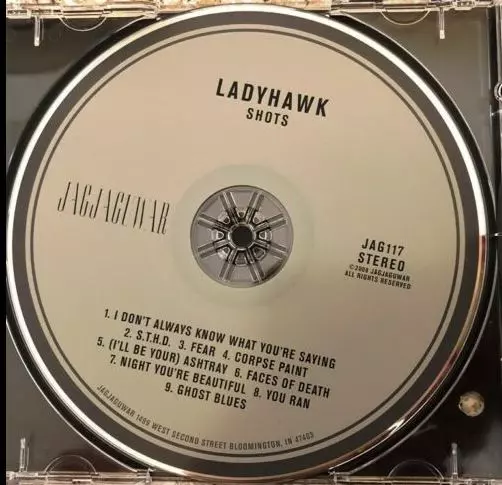 LADYHAWK
SHOTS
JAGJAGUWAR
JAG117
STEREO
©2008 JAGJAGUWAR
ALL RIGHTS RESERVED
1. I DON'T ALWAYS KNOW WHAT YOU'RE SAYING
2. S.T.H.D. 3. FEAR 4. CORPSE PAINT
5. (I'LL BE YOUR) ASHTRAY 6. FACES OF DEATH
7. NIGHT YOU'RE BEAUTIFUL 8. YOU RAN
9. GHOST BLUES
JAGJAGUWAR 1499 WEST SECOND STREET BLOOMINGTON, IN 47403